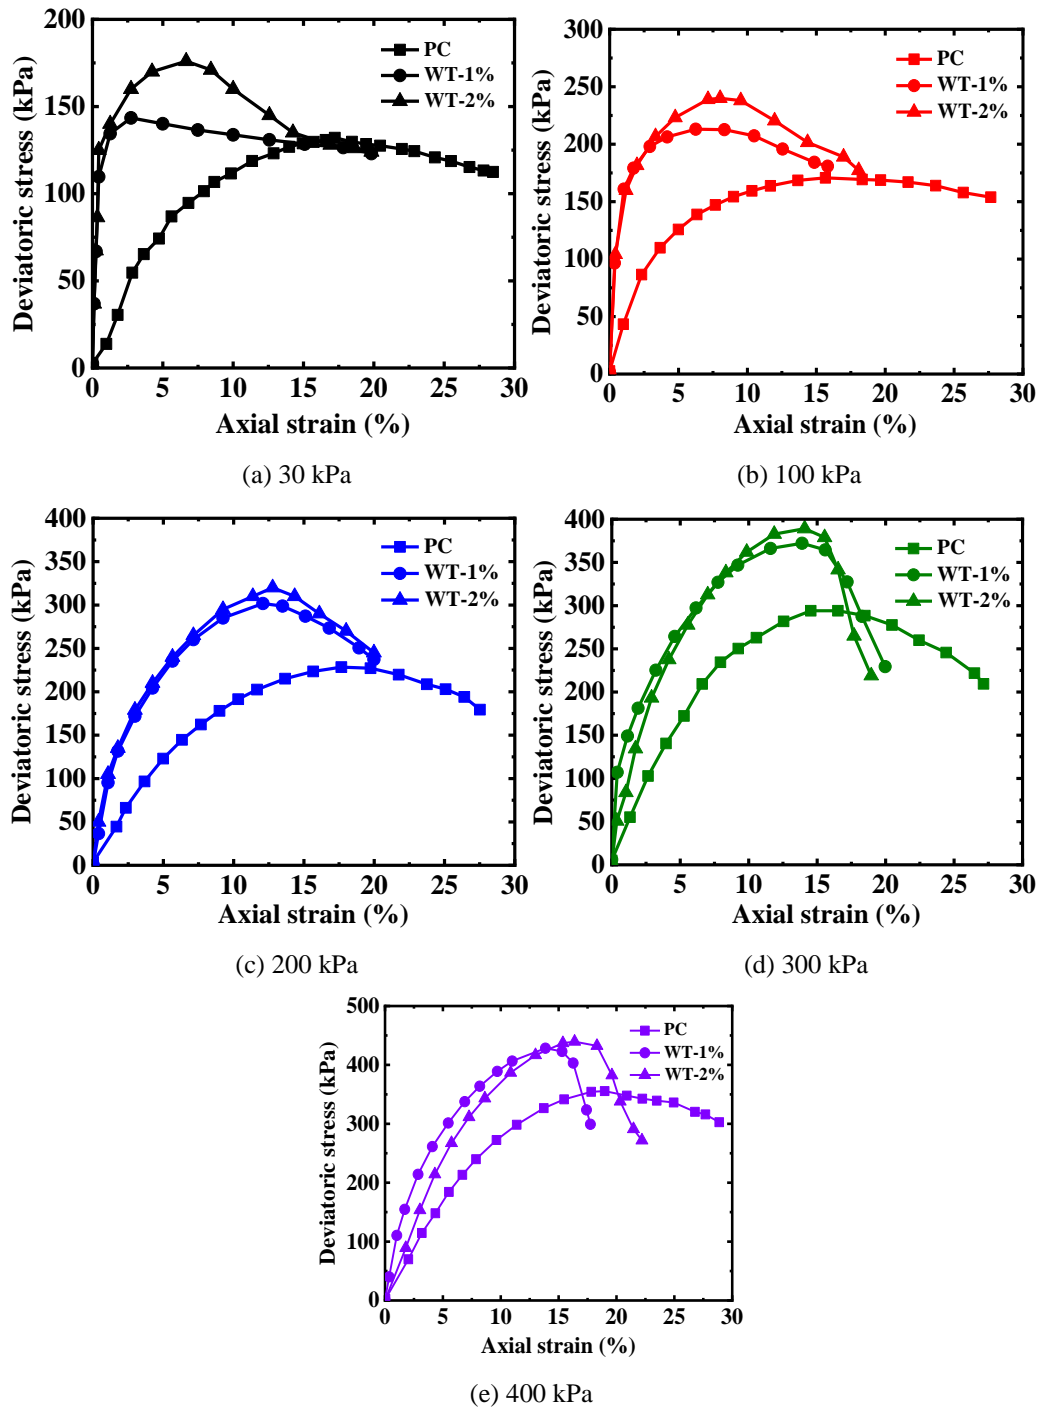 200
150
100
50
0
Deviatoric stress (kPa)
PC
WT-1%
WT-2%
0 5 10 15 20 25 30
Axial strain (%)
(a) 30 kPa
300
250
200
150
100
50
0
Deviatoric stress (kPa)
PC
WT-1%
WT-2%
0 5 10 15 20 25 30
Axial strain (%)
(b) 100 kPa
400
350
300
250
200
150
100
50
0
Deviatoric stress (kPa)
PC
WT-1%
WT-2%
0 5 10 15 20 25 30
Axial strain (%)
(c) 200 kPa
400
350
300
250
200
150
100
50
0
Deviatoric stress (kPa)
PC
WT-1%
WT-2%
0 5 10 15 20 25 30
Axial strain (%)
(d) 300 kPa
500
400
300
200
100
0
Deviatoric stress (kPa)
PC
WT-1%
WT-2%
0 5 10 15 20 25 30
Axial strain (%)
(e) 400 kPa